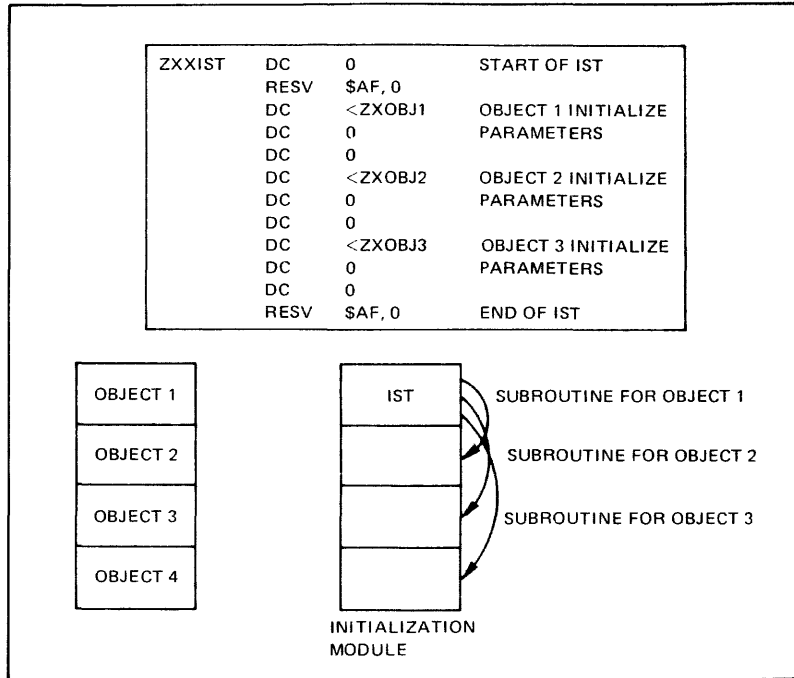 ZXXIST DC 0 START OF IST
RESV $AF, 0
DC <ZXOBJ1 OBJECT 1 INITIALIZE
DC 0 PARAMETERS
DC 0
DC <ZXOBJ2 OBJECT 2 INITIALIZE
DC 0 PARAMETERS
DC 0
DC <ZXOBJ3 OBJECT 3 INITIALIZE
DC 0 PARAMETERS
DC 0
RESV $AF, 0 END OF IST
OBJECT 1
OBJECT 2
OBJECT 3
OBJECT 4
IST
SUBROUTINE FOR OBJECT 1
SUBROUTINE FOR OBJECT 2
SUBROUTINE FOR OBJECT 3
INITIALIZATION
MODULE